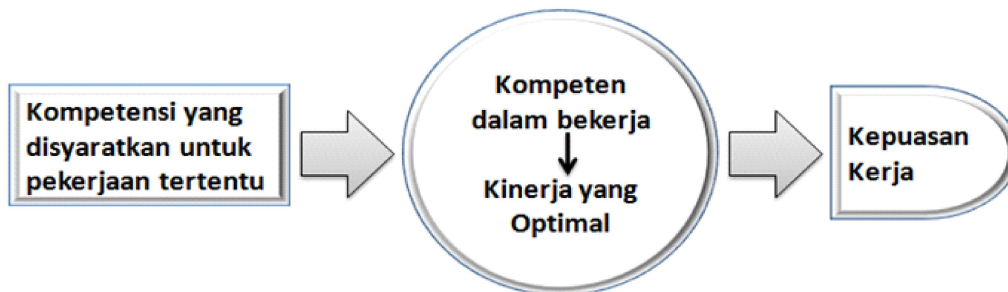 Kompetensi yang
disyaratkan untuk
pekerjaan tertentu
Kompeten
dalam bekerja
Kinerja yang
Optimal
Kepuasan
Kerja